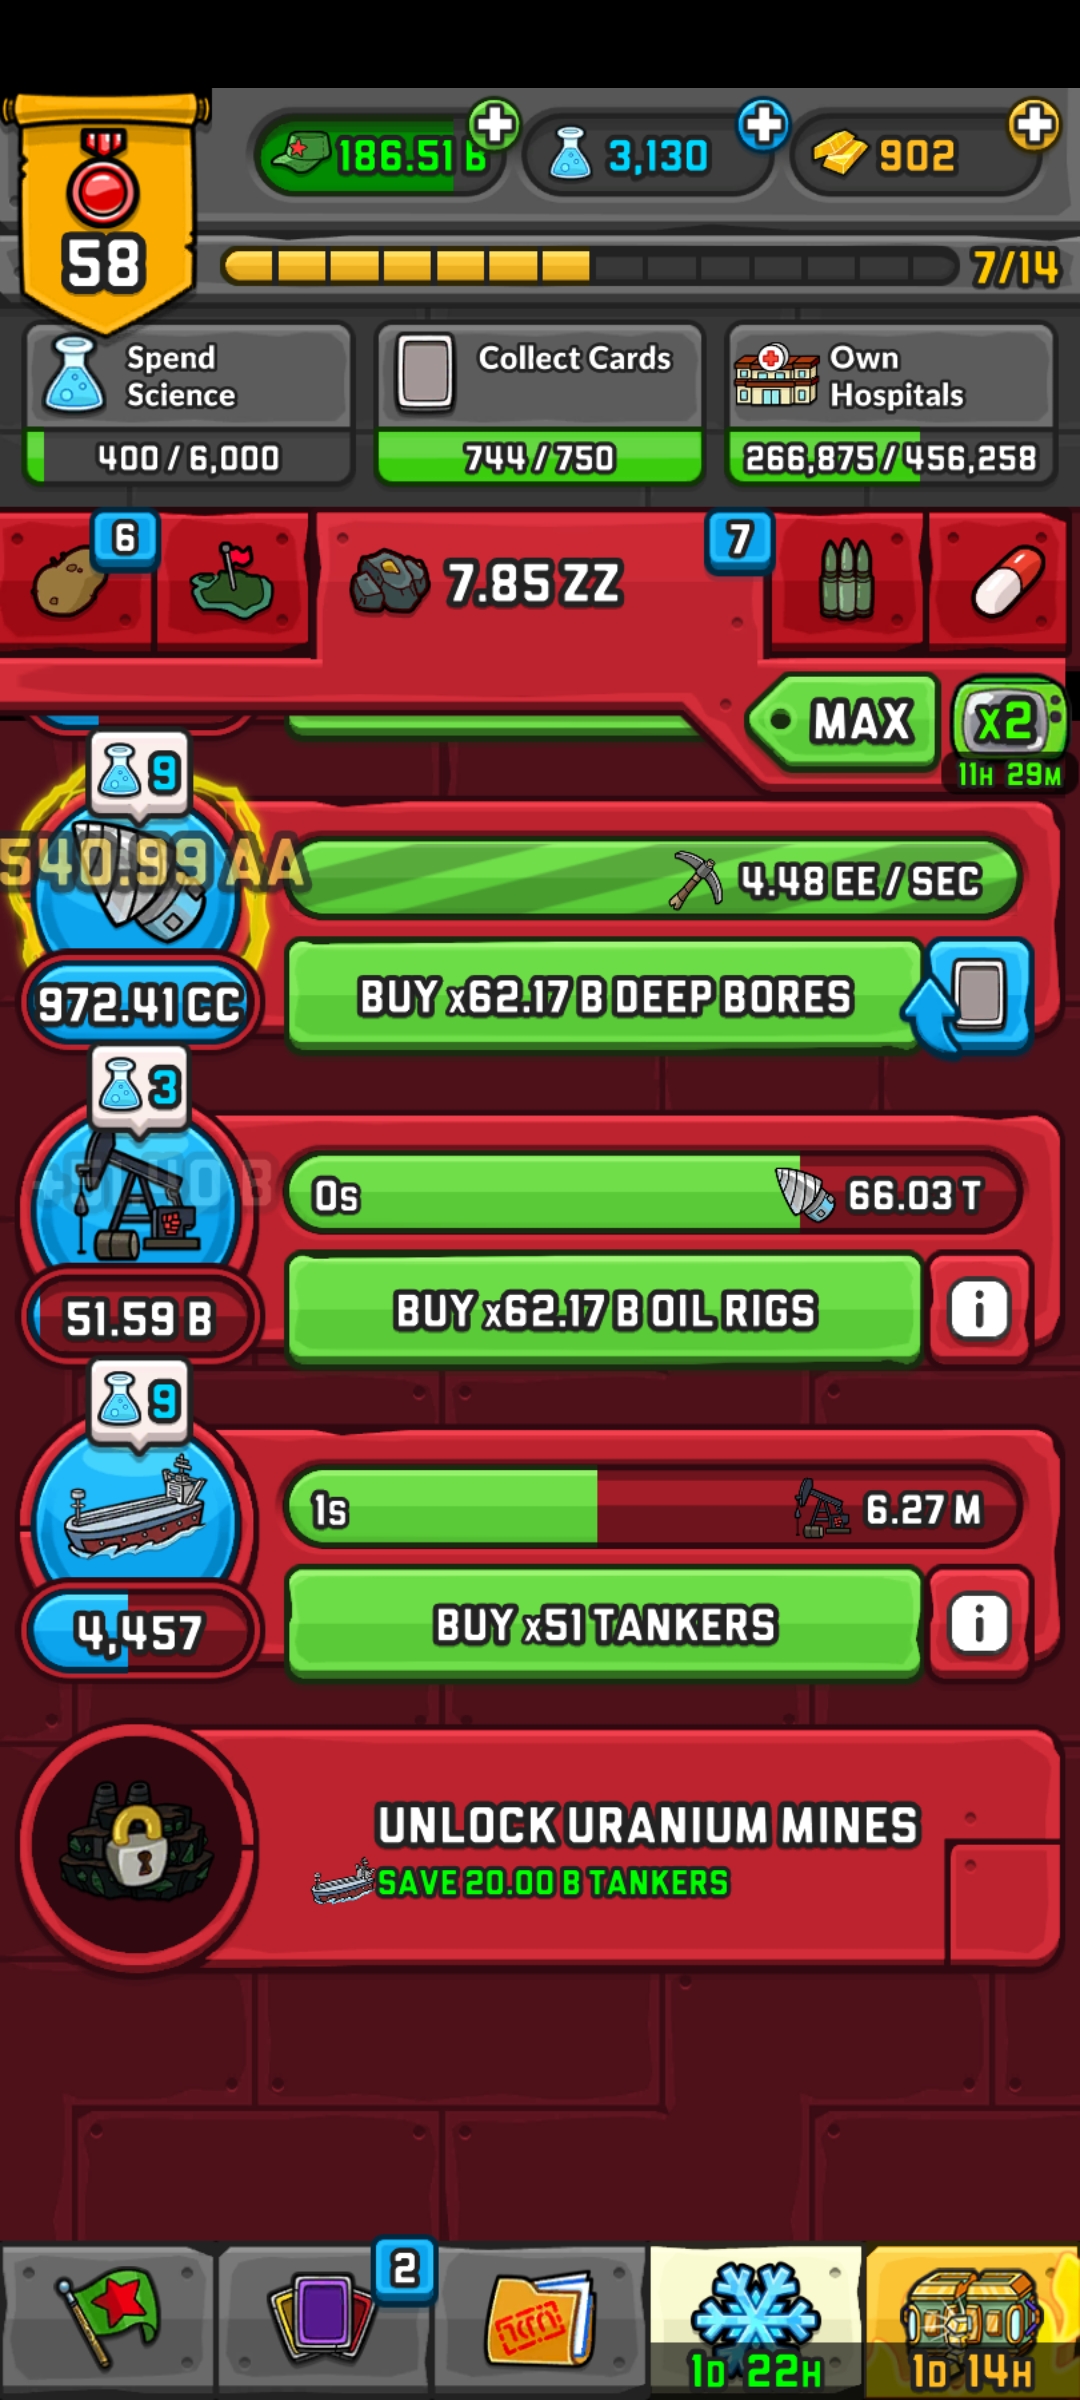 58
186.51 B
3,130
902
7/14
Spend
Science
400 / 6,000
Collect Cards
744 / 750
Own
Hospitals
266,875 / 456,258
6
7.85 ZZ
7
MAX
x2
11H 29M
9
540.99 AA
4.48 EE / SEC
972.41 CC
BUY x62.17 B DEEP BORES
3
0s
66.03 T
51.59 B
BUY x62.17 B OIL RIGS
i
9
1s
6.27 M
4,457
BUY x51 TANKERS
i
UNLOCK URANIUM MINES
SAVE 20.00 B TANKERS
2
1D 22H
1D 14H